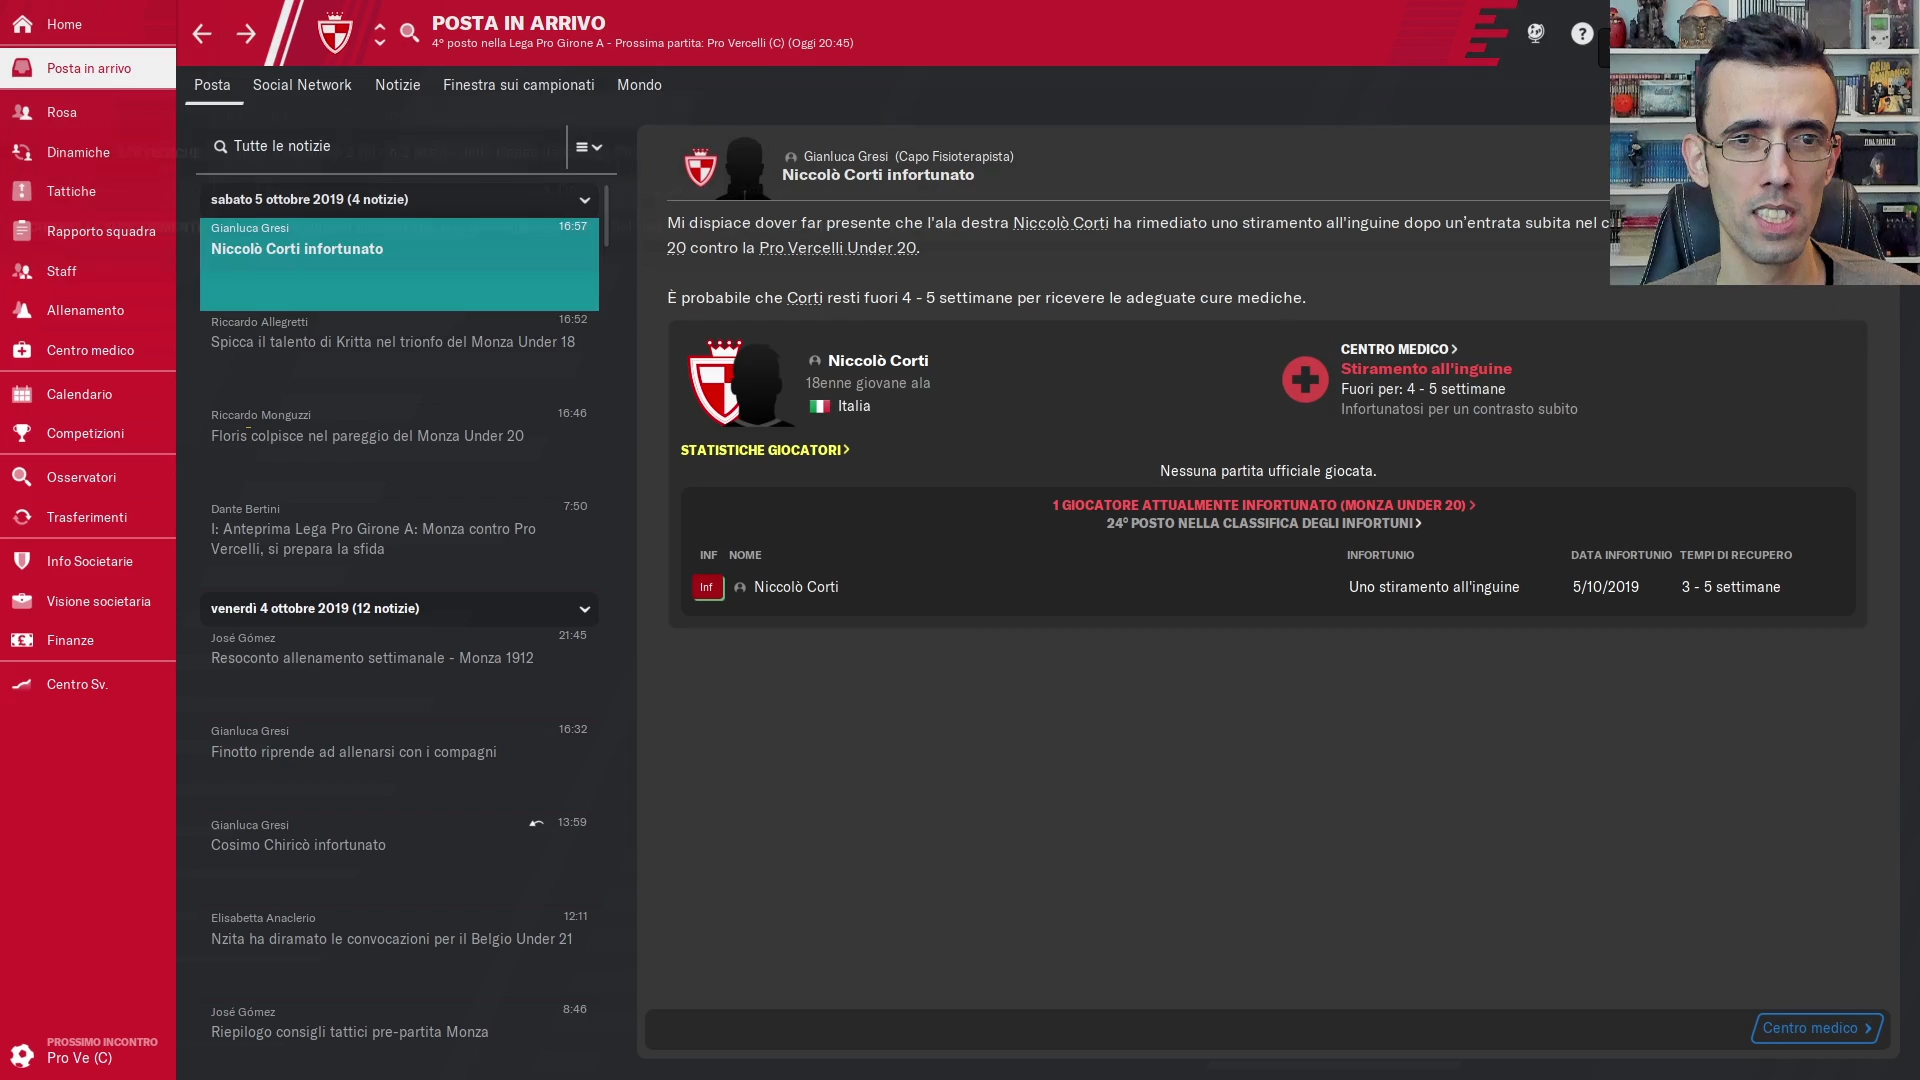 Home
Posta in arrivo
Rosa
Dinamiche
Tattiche
Rapporto squadra
Staff
Allenamento
Centro medico
Calendario
Competizioni
Osservatori
Trasferimenti
Info Societarie
Visione societaria
Finanze
Centro Sv.
PROSSIMO INCONTRO
Pro Ve (C)
POSTA IN ARRIVO
4° posto nella Lega Pro Girone A - Prossima partita: Pro Vercelli (C) (Oggi 20:45)
?
Posta Social Network Notizie Finestra sui campionati Mondo
Tutte le notizie
sabato 5 ottobre 2019 (4 notizie)
Gianluca Gresi 16:57
Niccolò Corti infortunato
Riccardo Allegretti 16:52
Spicca il talento di Kritta nel trionfo del Monza Under 18
Riccardo Monguzzi 16:46
Floris colpisce nel pareggio del Monza Under 20
Dante Bertini 7:50
I: Anteprima Lega Pro Girone A: Monza contro Pro
Vercelli, si prepara la sfida
venerdì 4 ottobre 2019 (12 notizie)
José Gómez 21:45
Resoconto allenamento settimanale - Monza 1912
Gianluca Gresi 16:32
Finotto riprende ad allenarsi con i compagni
Gianluca Gresi 13:59
Cosimo Chiricò infortunato
Elisabetta Anaclerio 12:11
Nzita ha diramato le convocazioni per il Belgio Under 21
José Gómez 8:46
Riepilogo consigli tattici pre-partita Monza
Gianluca Gresi (Capo Fisioterapista)
Niccolò Corti infortunato
Mi dispiace dover far presente che l'ala destra Niccolò Corti ha rimediato uno stiramento all'inguine dopo un'entrata subita nel c
20 contro la Pro Vercelli Under 20.
È probabile che Corti resti fuori 4 - 5 settimane per ricevere le adeguate cure mediche.
Niccolò Corti
18enne giovane ala
Italia
CENTRO MEDICO
Stiramento all'inguine
Fuori per: 4 - 5 settimane
Infortunatosi per un contrasto subito
STATISTICHE GIOCATORI
Nessuna partita ufficiale giocata.
1 GIOCATORE ATTUALMENTE INFORTUNATO (MONZA UNDER 20)
24° POSTO NELLA CLASSIFICA DEGLI INFORTUNI
INF NOME INFORTUNIO DATA INFORTUNIO TEMPI DI RECUPERO
Inf Niccolò Corti Uno stiramento all'inguine 5/10/2019 3 - 5 settimane
Centro medico